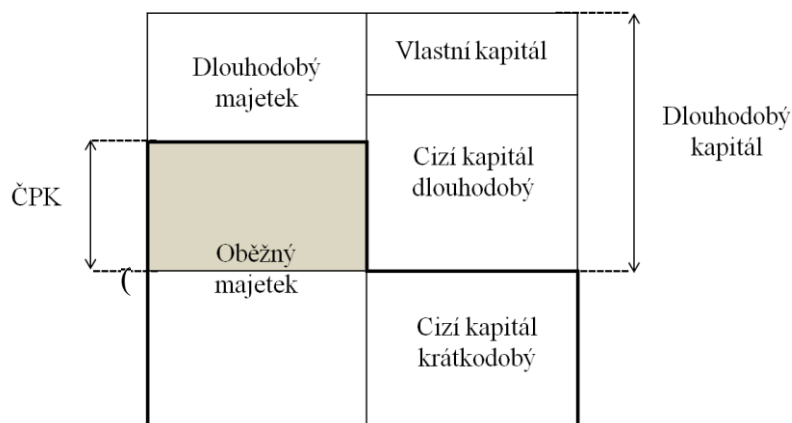 Dlouhodobý
majetek
Vlastní kapitál
Dlouhodobý
kapitál
Cizí kapitál
dlouhodobý
ČPK
Oběžný
majetek
(
Cizí kapitál
krátkodobý